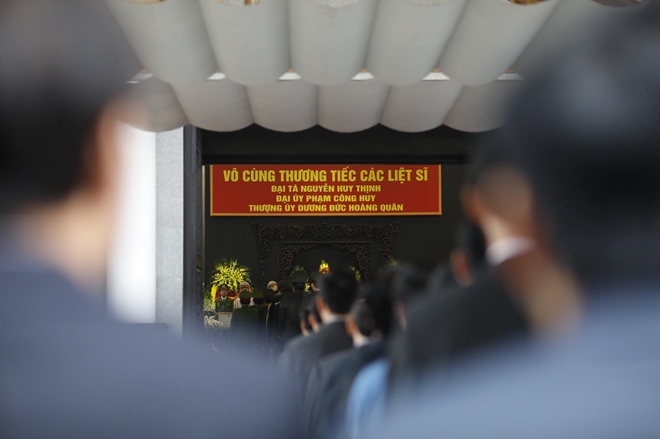 VÔ CÙNG THƯƠNG TIẾC CÁC LIỆT SĨ
ĐẠI TÁ NGUYỄN HUY THỊNH
ĐẠI ÚY PHẠM CÔNG HUY
THƯỢNG ÚY DƯƠNG ĐỨC HOÀNG QUÂN